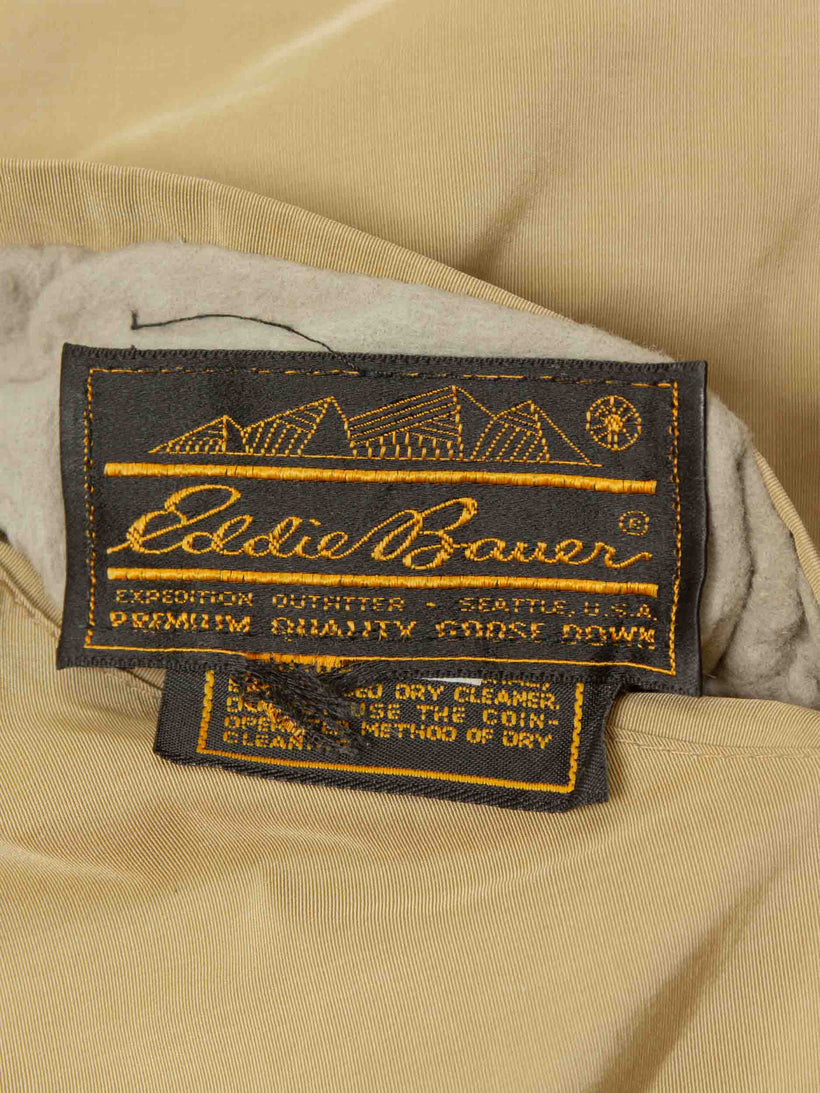 Eddie Bauer ®
EXPEDITION OUTFITTER • SEATTLE, U.S.A
PREMIUM QUALITY GOOSE DOWN
DRY CLEANER,
USE THE COIN-
METHOD OF DRY